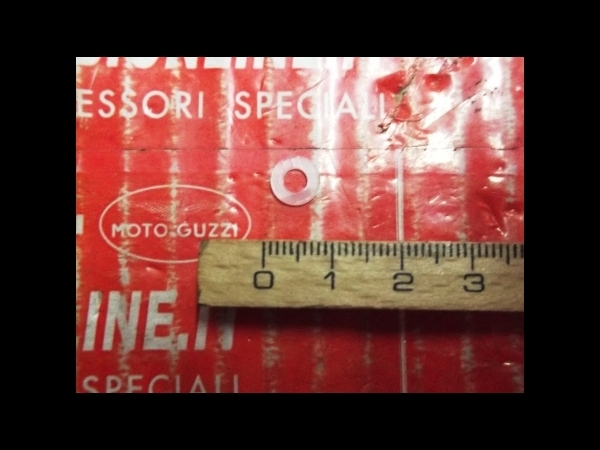 ESSORI SPECIALI
MOTO GUZZI
0 1 2 3
INE.IT
SPECIALI